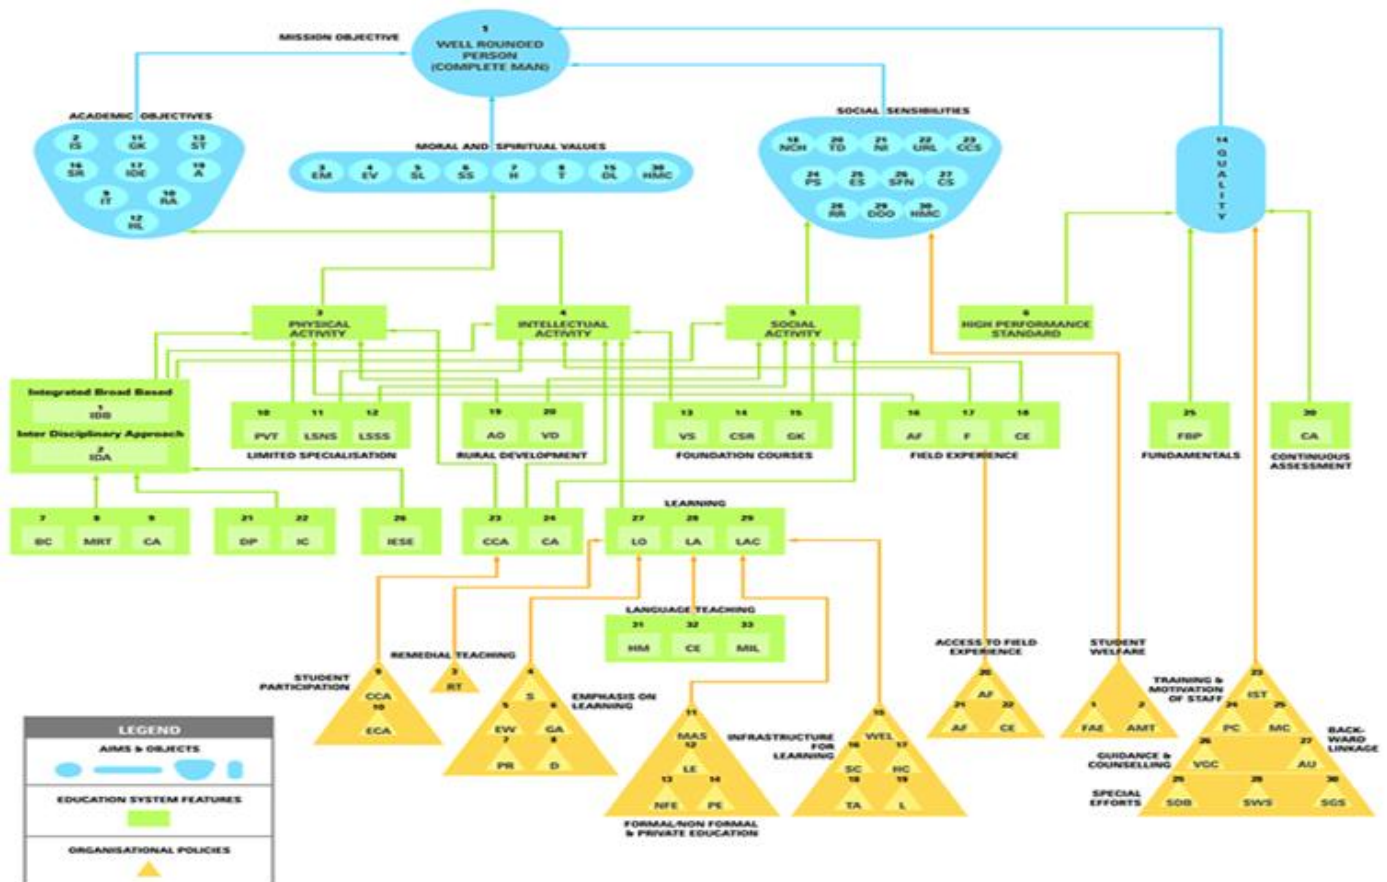 MISSION OBJECTIVE
1
WELL ROUNDED
PERSON
(COMPLETE MAN)
ACADEMIC OBJECTIVES
2 11 13
IS GK ST
16 17 19
SR IDE A
9 10
IT RA
12
HL
MORAL AND SPIRITUAL VALUES
3 4 5 6 7 8 15 30
EM EV SL SS H T DL HMC
SOCIAL SENSIBILITIES
18 20 21 22 23
NCH TD NI URL CCS
24 25 26 27
PS ES SFN CS
28 29 30
RR DOO HMC
14
Q
U
A
L
I
T
Y
3
PHYSICAL
ACTIVITY
4
INTELLECTUAL
ACTIVITY
5
SOCIAL
ACTIVITY
6
HIGH PERFORMANCE
STANDARD
Integrated Broad Based
1
IBB
Inter Disciplinary Approach
2
IDA
10 11 12
PVT LSNS LSSS
LIMITED SPECIALISATION
19 20
AO VD
RURAL DEVELOPMENT
13 14 15
VS CSR GK
FOUNDATION COURSES
16 17 18
AF F CE
FIELD EXPERIENCE
25
FBP
FUNDAMENTALS
30
CA
CONTINUOUS
ASSESSMENT
7 8 9
BC MRT CA
21 22
DP IC
26
IESE
23 24
CCA CA
LEARNING
27 28 29
LO LA LAC
LANGUAGE TEACHING
31 32 33
HM CE MIL
STUDENT
PARTICIPATION
9
CCA
10
ECA
REMEDIAL TEACHING
3
RT
EMPHASIS ON
LEARNING
4
S
5 6
EW GA
7 8
PR D
11
MAS
12
LE
13 14
NFE PE
FORMAL/NON FORMAL
& PRIVATE EDUCATION
INFRASTRUCTURE
FOR
LEARNING
15
WEL
16 17
SC HC
18 19
TA L
ACCESS TO FIELD
EXPERIENCE
20
AF
21 22
AF CE
STUDENT
WELFARE
1 2
FAE AMT
TRAINING &
MOTIVATION
OF STAFF
23
IST
24 25
PC MC
BACK-
WARD
LINKAGE
GUIDANCE &
COUNSELLING
26 27
VGC AU
SPECIAL
EFFORTS
28 30
SDB SWS SGS
LEGEND
AIMS & OBJECTS
EDUCATION SYSTEM FEATURES
ORGANISATIONAL POLICIES